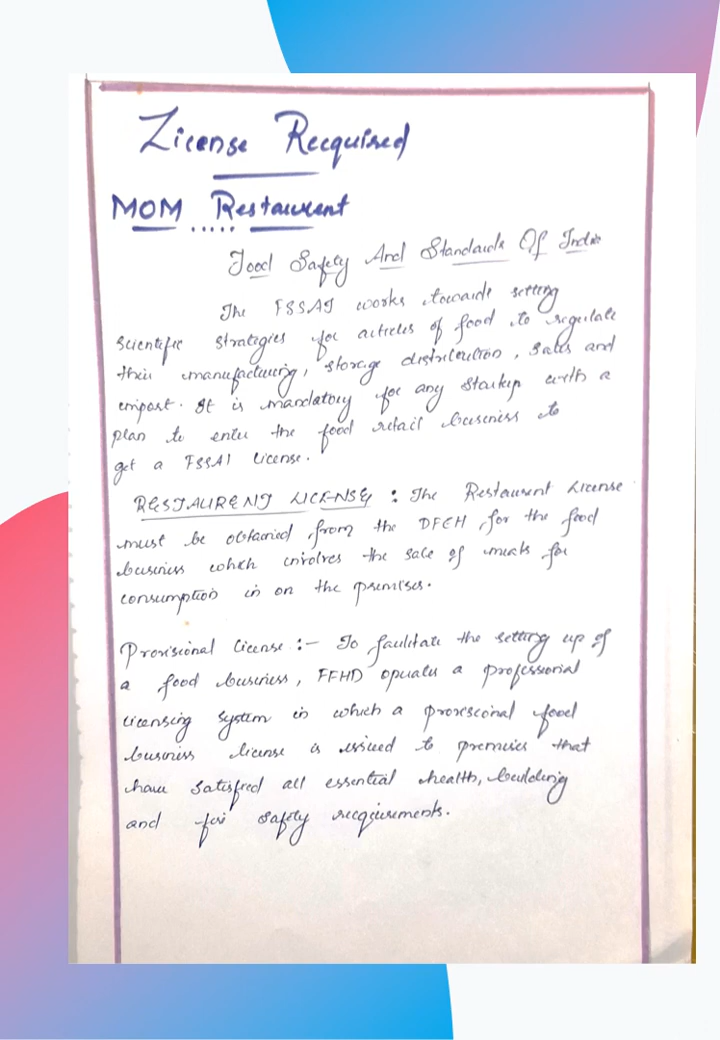 License Recquired
MOM Restaurent
Food Safety And Standards Of India
The FSSAI works towards setting
scientific strategies for articles of food to regulate
their manufacturing, storage distribution, sales and
import. It is mandatory for any startup with a
plan to enter the food retail business to
get a FSSAI license.
RESTAURENT LICENSE : The Restaurent License
must be obtained from the DFEH, for the food
business which involves the sale of meals for
consumption in on the premises.
Provisional license :- To facilitate the setting up of
a food business, FFHD operates a professional
licensing system in which a provisional food
business license is issued to premises that
have satisfied all essential health, building
and fire safety recquirements.